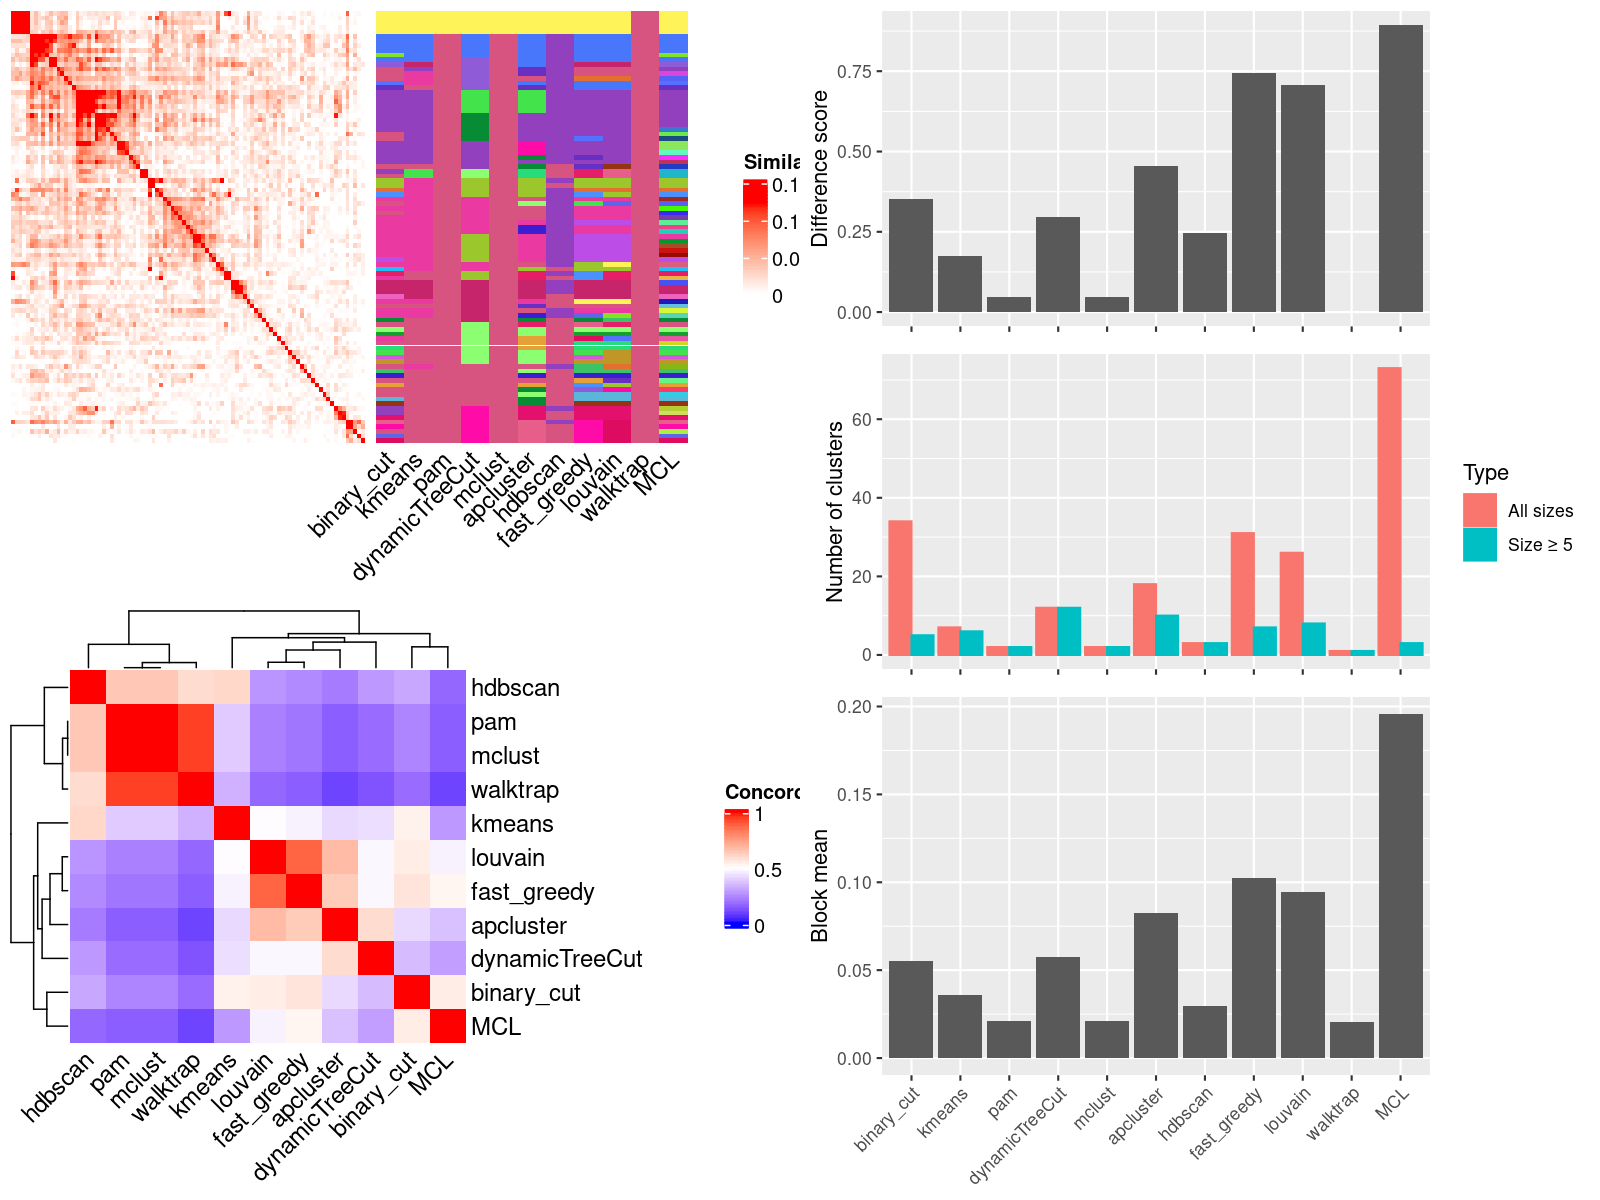 Simila
0.1
0.1
0.0
0
binary_cut
kmeans
pam
dynamicTreeCut
mclust
apcluster
hdbscan
fast_greedy
louvain
walktrap
MCL
Difference score
0.75
0.50
0.25
0.00
Number of clusters
60
40
20
0
Type
All sizes
Size ≥ 5
hdbscan
pam
mclust
walktrap
kmeans
louvain
fast_greedy
apcluster
dynamicTreeCut
binary_cut
MCL
hdbscan
pam
mclust
walktrap
kmeans
louvain
fast_greedy
apcluster
dynamicTreeCut
binary_cut
MCL
Concord
1
0.5
0
Block mean
0.20
0.15
0.10
0.05
0.00
binary_cut
kmeans
pam
dynamicTreeCut
mclust
apcluster
hdbscan
fast_greedy
louvain
walktrap
MCL